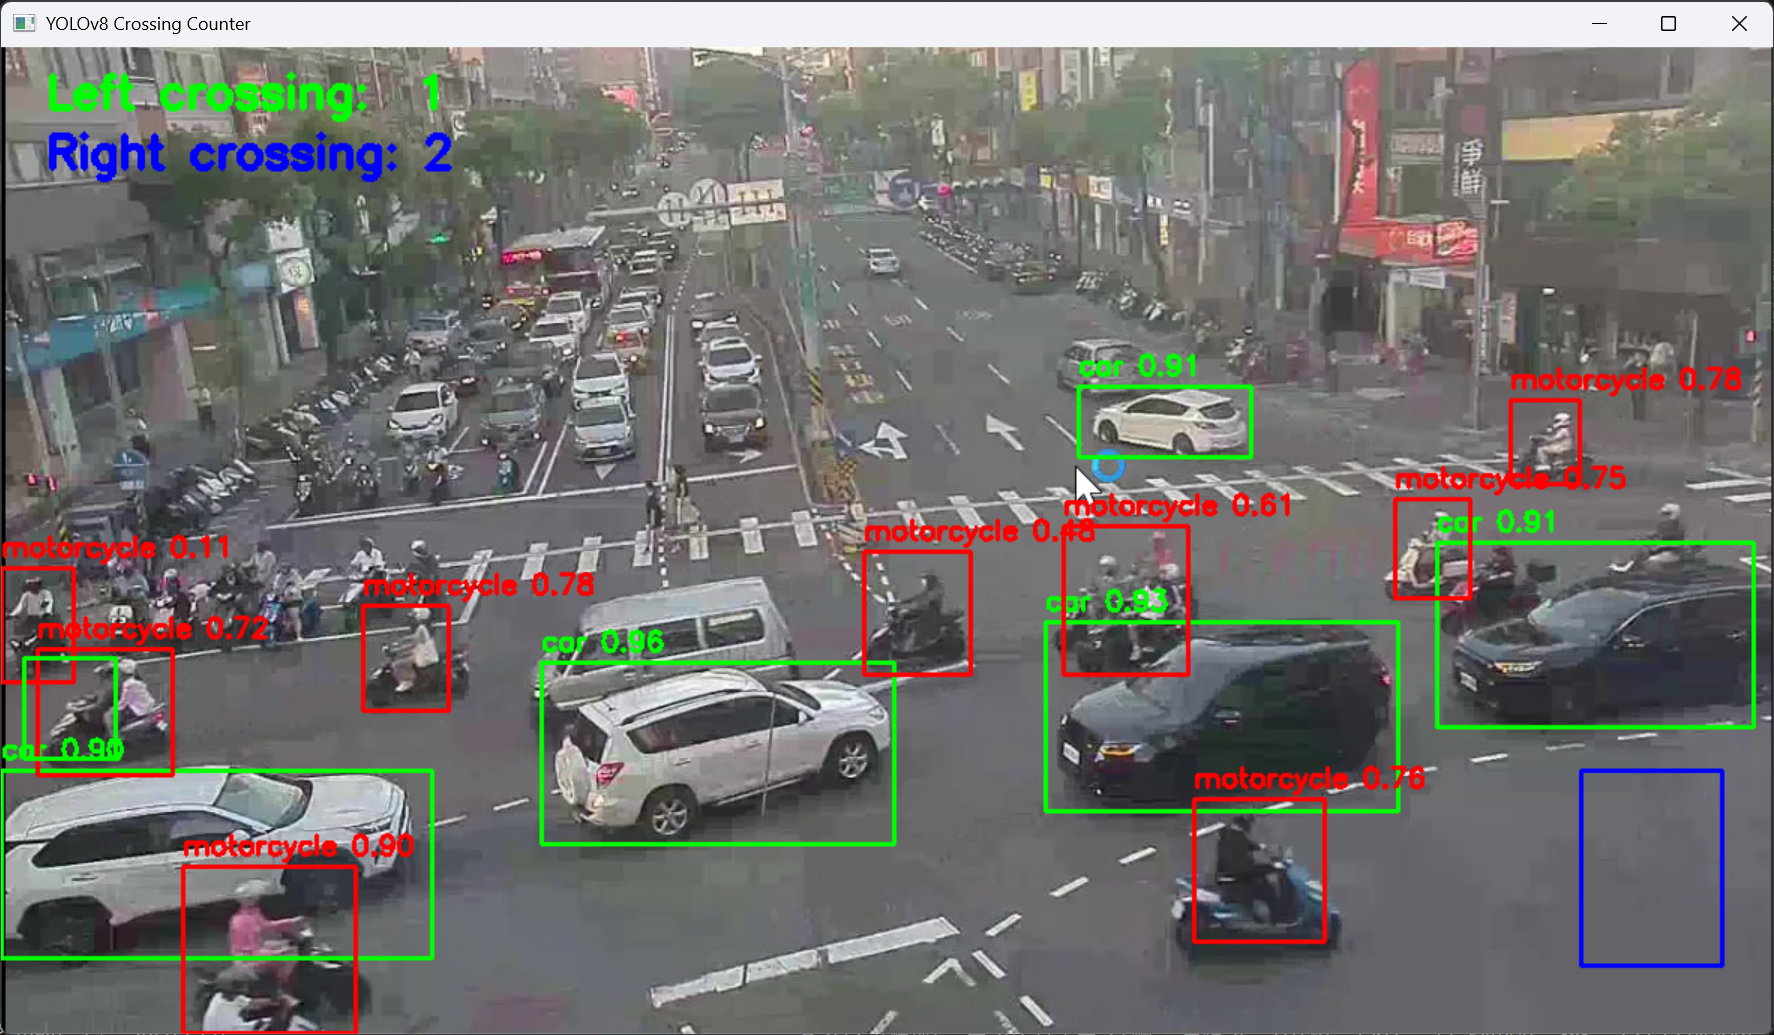 YOLOv8 Crossing Counter
Left crossing: 1
Right crossing: 2
car 0.91
motorcycle 0.78
motorcycle 0.75
motorcycle 0.61
car 0.91
motorcycle 0.48
motorcycle 0.11
motorcycle 0.78
car 0.93
motorcycle 0.72
car 0.96
car 0.90
motorcycle 0.76
motorcycle 0.90
爭鮮